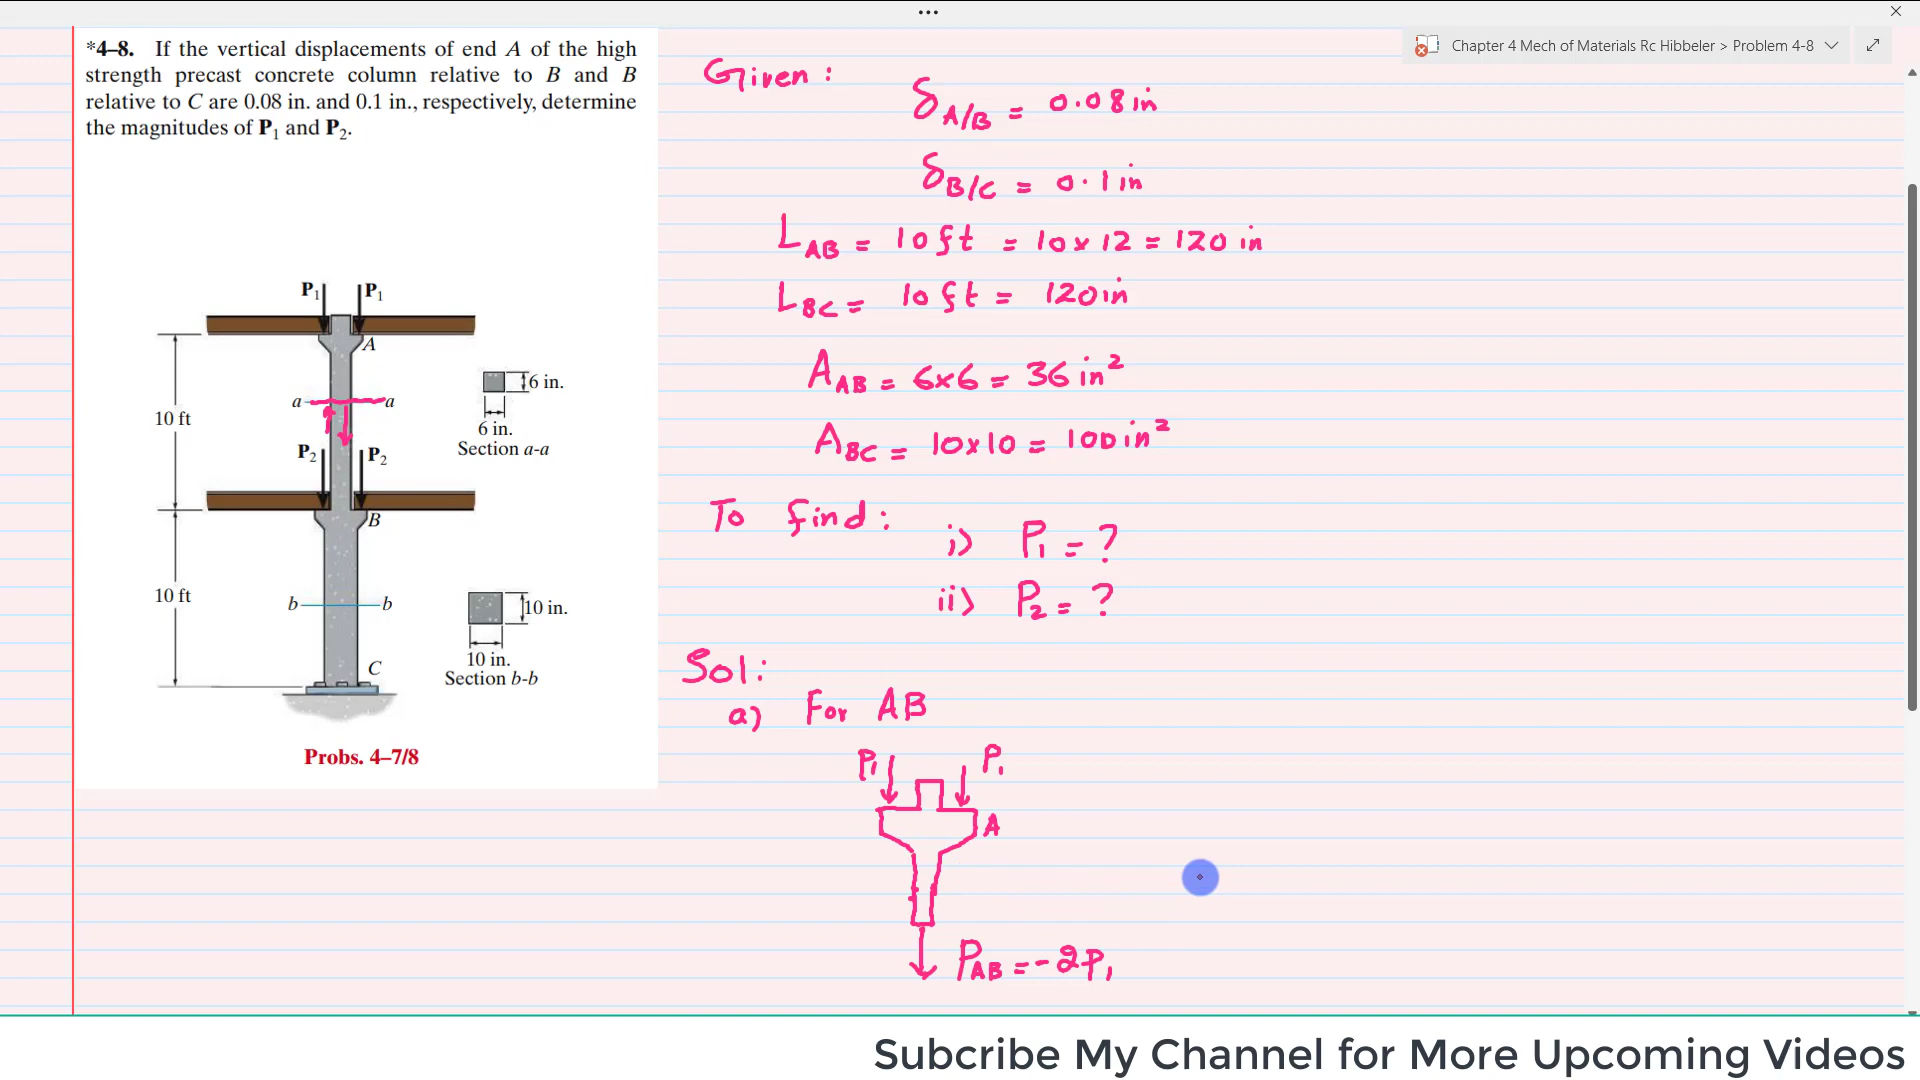 Chapter 4 Mech of Materials Rc Hibbeler > Problem 4-8
*4–8. If the vertical displacements of end A of the high
strength precast concrete column relative to B and B
relative to C are 0.08 in. and 0.1 in., respectively, determine
the magnitudes of P1 and P2.
P1 P1
A
a a
10 ft
6 in.
6 in.
Section a-a
P2 P2
B
10 ft
b b
10 in.
10 in.
Section b-b
C
Probs. 4–7/8
Given :
δA/B = 0.08 in
δB/C = 0.1 in
LAB = 10 ft = 10 x 12 = 120 in
LBC = 10 ft = 120 in
AAB = 6x6 = 36 in²
ABC = 10x10 = 100 in²
To find :
i) P1 = ?
ii) P2 = ?
Sol:
a) For AB
P1 P1
A
PAB = -2P1
Subcribe My Channel for More Upcoming Videos